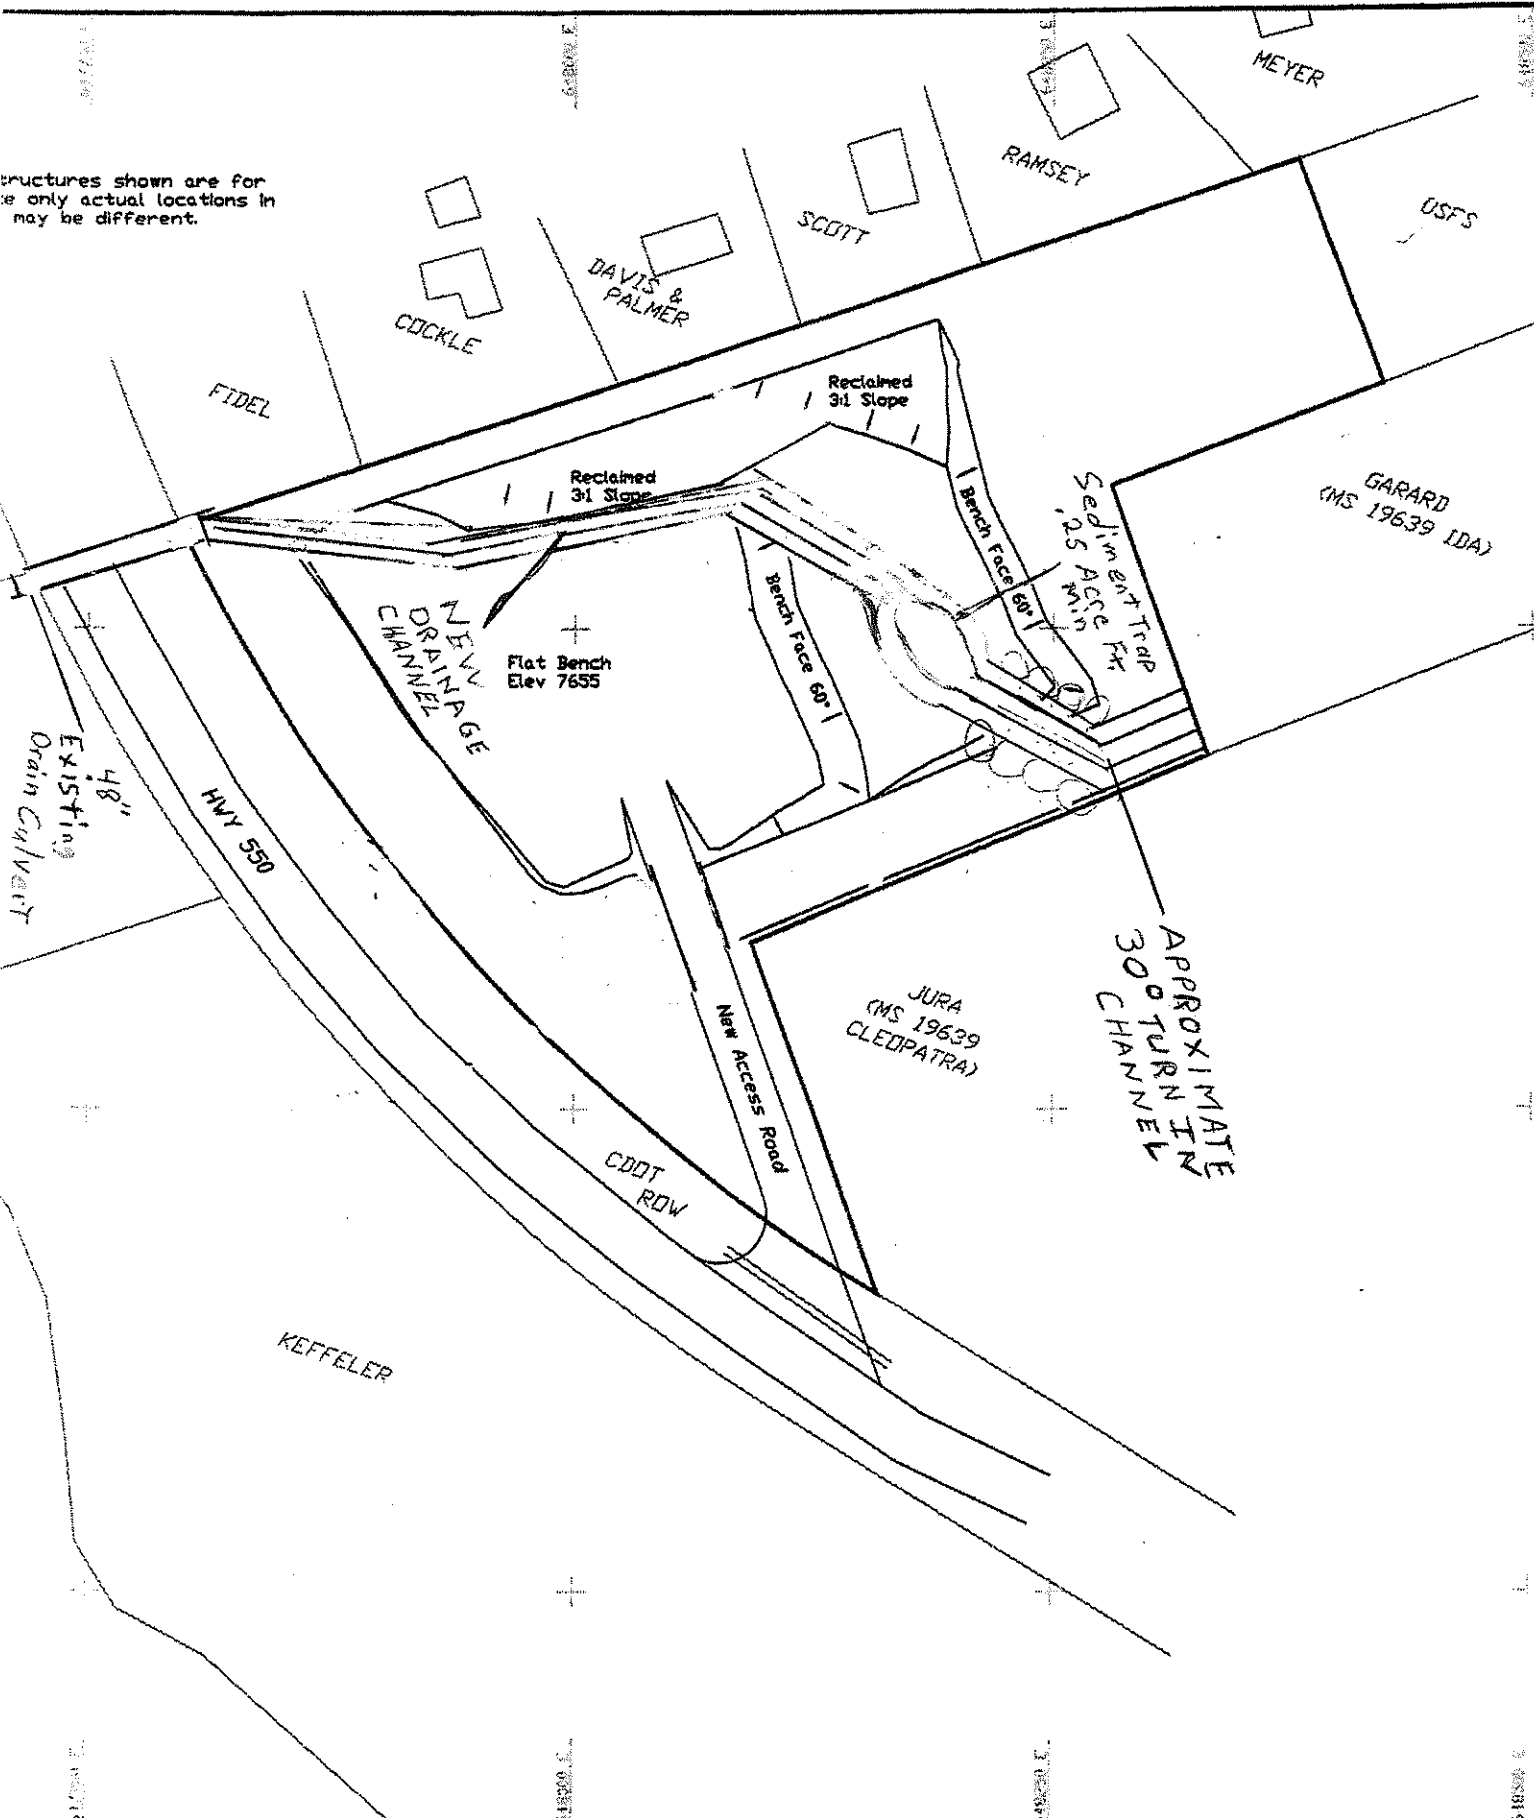 MEYER
RAMSEY
USFS
structures shown are for
only actual locations in
may be different.
SCOTT
DAVIS &
PALMER
COCKLE
FIDEL
Reclaimed
3:1 Slope
Reclaimed
3:1 Slope
Bench Face 60°
Sediment Trap
.25 Acre Ft
Min
GARARD
(MS 19639 IDA)
Bench Face 60°
NEW
DRAINAGE
CHANNEL
Flat Bench
Elev 7655
48"
Existing
Drain Culvert
HWY 550
APPROXIMATE
30° TURN IN
CHANNEL
JURA
(MS 19639
CLEOPATRA)
New Access Road
CDOT
ROW
KEFFELER